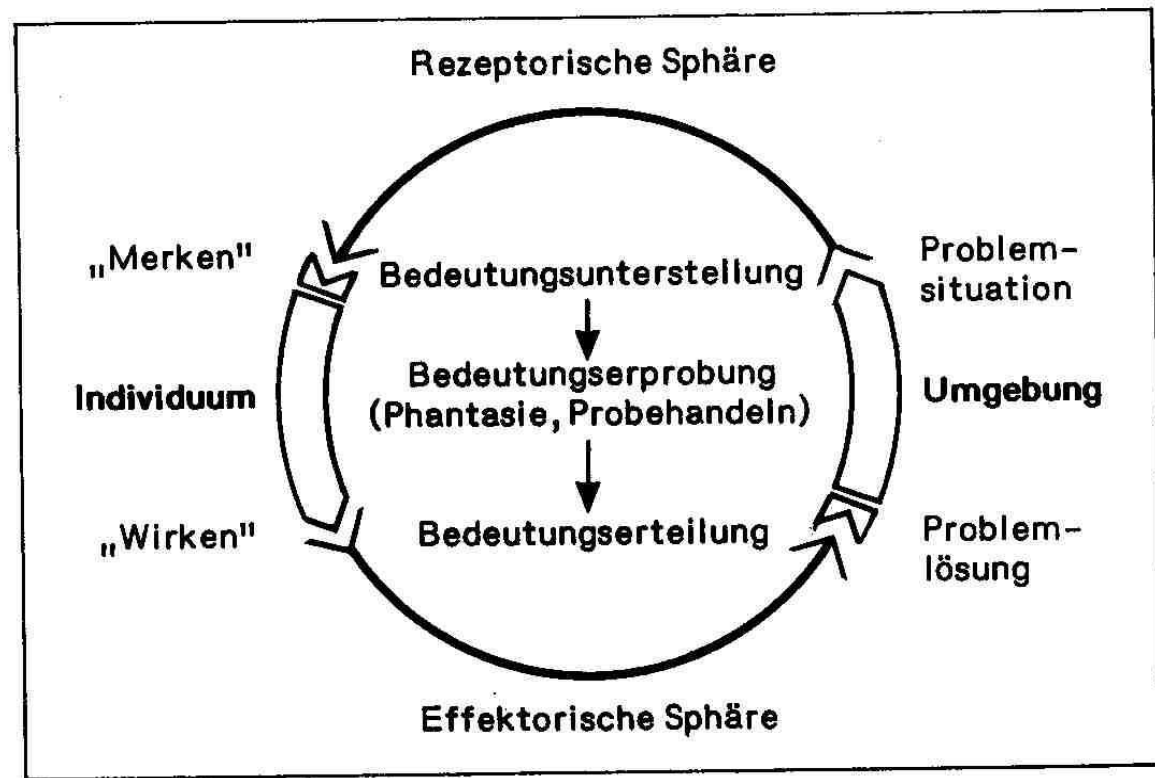 Rezeptorische Sphäre
„Merken"
Bedeutungsunterstellung
Problem-
situation
Individuum
Bedeutungserprobung
(Phantasie, Probehandeln)
Umgebung
„Wirken"
Bedeutungserteilung
Problem-
lösung
Effektorische Sphäre